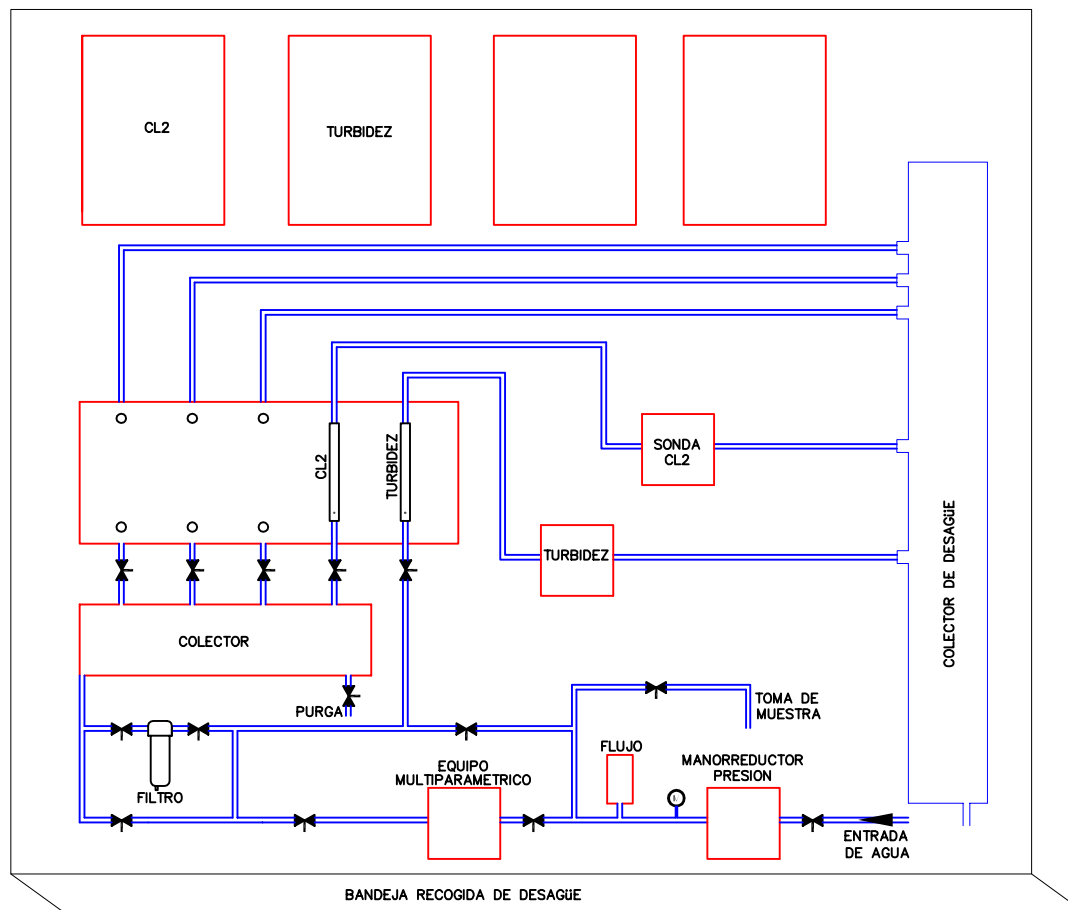 CL2
TURBIDEZ
CL2
TURBIDEZ
SONDA
CL2
TURBIDEZ
COLECTOR DE DESAGüE
COLECTOR
PURGA
TOMA DE
MUESTRA
FLUJO
MANORREDUCTOR
PRESION
EQUIPO
MULTIPARAMETRICO
FILTRO
ENTRADA
DE AGUA
BANDEJA RECOGIDA DE DESAGüE